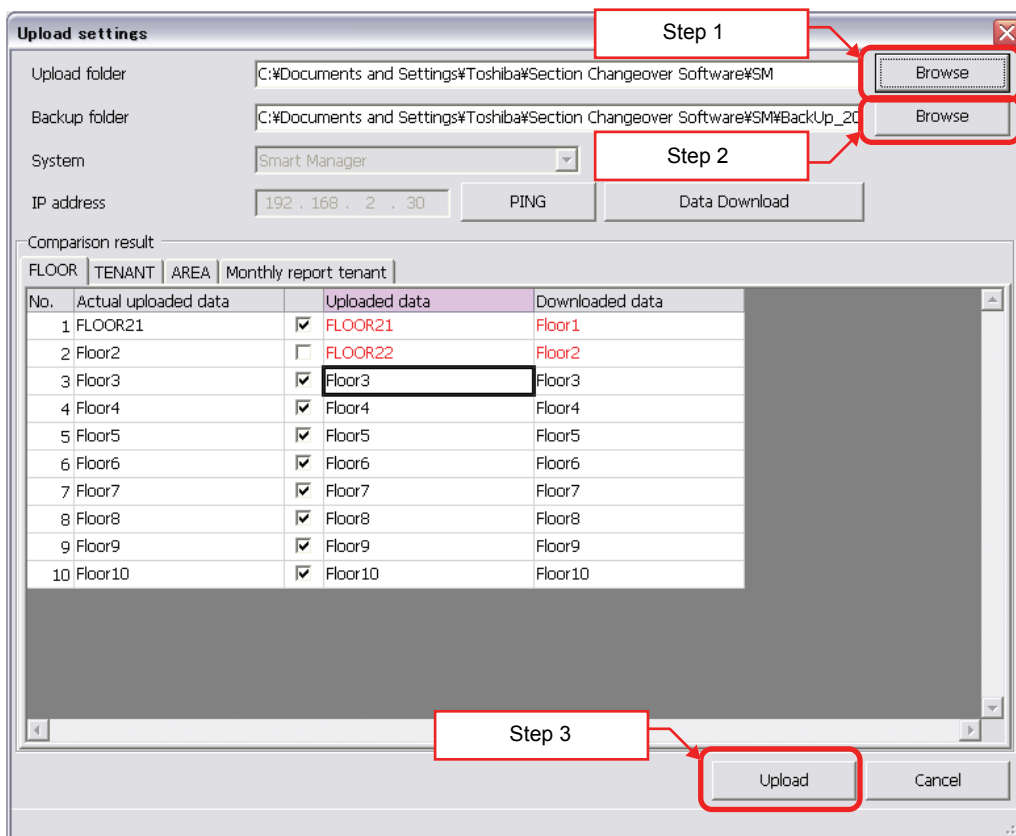 Upload settings
Step 1
Upload folder C:¥Documents and Settings¥Toshiba¥Section Changeover Software¥SM Browse
Backup folder C:¥Documents and Settings¥Toshiba¥Section Changeover Software¥SM¥BackUp_20 Browse
Step 2
System Smart Manager
IP address 192 . 168 . 2 . 30 PING Data Download
Comparison result
FLOOR TENANT AREA Monthly report tenant
No. Actual uploaded data Uploaded data Downloaded data
1 FLOOR21 FLOOR21 Floor1
2 Floor2 FLOOR22 Floor2
3 Floor3 Floor3 Floor3
4 Floor4 Floor4 Floor4
5 Floor5 Floor5 Floor5
6 Floor6 Floor6 Floor6
7 Floor7 Floor7 Floor7
8 Floor8 Floor8 Floor8
9 Floor9 Floor9 Floor9
10 Floor10 Floor10 Floor10
Step 3
Upload Cancel